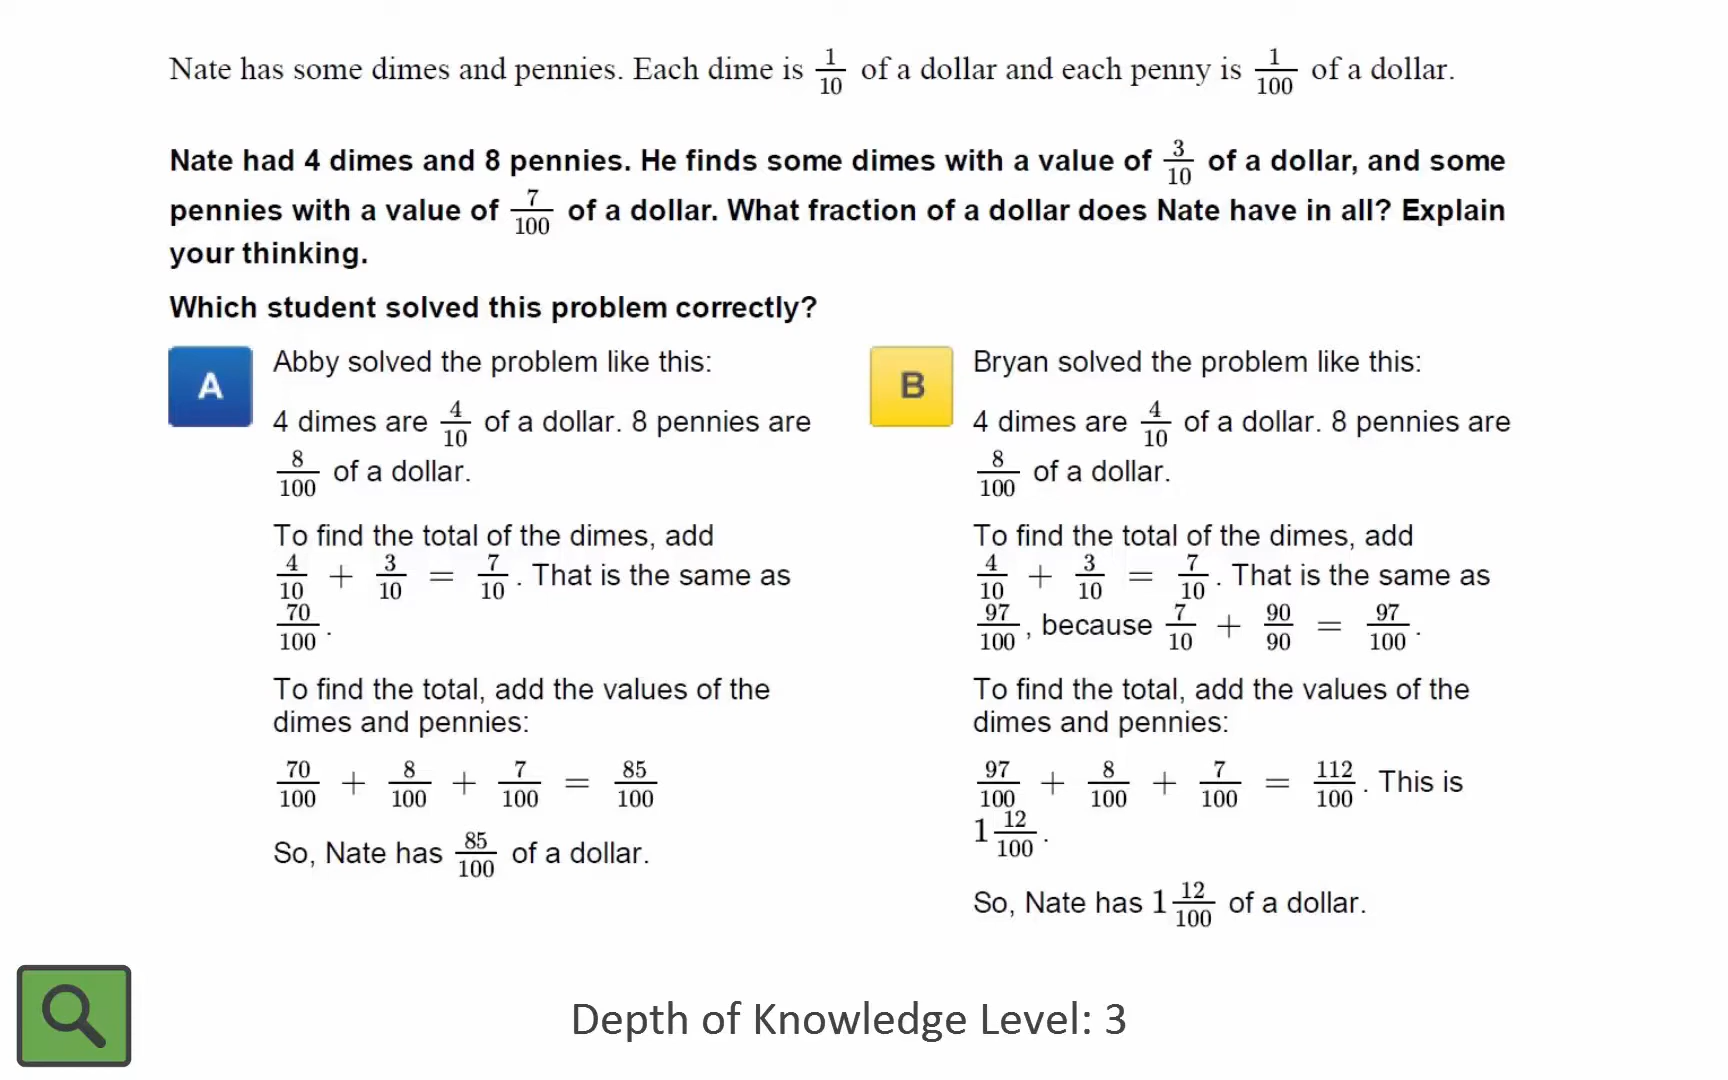 Nate has some dimes and pennies. Each dime is 1/10 of a dollar and each penny is 1/100 of a dollar.
Nate had 4 dimes and 8 pennies. He finds some dimes with a value of 3/10 of a dollar, and some
pennies with a value of 7/100 of a dollar. What fraction of a dollar does Nate have in all? Explain
your thinking.
Which student solved this problem correctly?
A
Abby solved the problem like this:
4 dimes are 4/10 of a dollar. 8 pennies are
8/100 of a dollar.
To find the total of the dimes, add
4/10 + 3/10 = 7/10. That is the same as
70/100.
To find the total, add the values of the
dimes and pennies:
70/100 + 8/100 + 7/100 = 85/100
So, Nate has 85/100 of a dollar.
B
Bryan solved the problem like this:
4 dimes are 4/10 of a dollar. 8 pennies are
8/100 of a dollar.
To find the total of the dimes, add
4/10 + 3/10 = 7/10. That is the same as
97/100, because 7/10 + 90/90 = 97/100.
To find the total, add the values of the
dimes and pennies:
97/100 + 8/100 + 7/100 = 112/100. This is
1 12/100.
So, Nate has 1 12/100 of a dollar.
Depth of Knowledge Level: 3